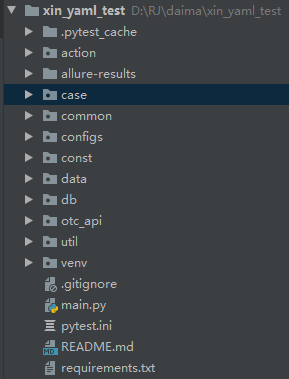 xin_yaml_test D:\RJ\daima\xin_yaml_test
.pytest_cache
action
allure-results
case
common
configs
const
data
db
otc_api
util
venv
.gitignore
main.py
pytest.ini
MD README.md
requirements.txt